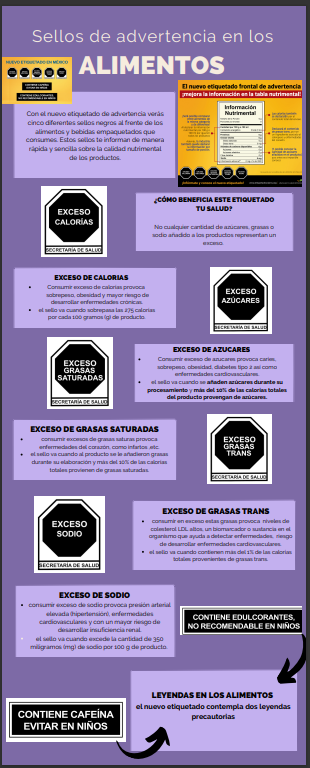 Sellos de advertencia en los
ALIMENTOS
NUEVO ETIQUETADO EN MÉXICO
El nuevo etiquetado frontal de advertencia
¡mejora la información en la tabla nutrimental!
Información
Nutrimental
Con el nuevo etiquetado de advertencia verás
cinco diferentes sellos negros al frente de los
alimentos y bebidas empaquetados que
consumes. Estos sellos te informan de manera
rápida y sencilla sobre la calidad nutrimental
de los productos.
EXCESO
CALORÍAS
SECRETARÍA DE SALUD
¿CÓMO BENEFICIA ESTE ETIQUETADO
TU SALUD?
No cualquier cantidad de azúcares, grasas o
sodio añadido a los productos representan un
exceso.
EXCESO DE CALORIAS
Consumir exceso de calorías provoca
sobrepeso, obesidad y mayor riesgo de
desarrollar enfermedades crónicas.
el sello va cuando sobrepasa las 275 calorías
por cada 100 gramos (g) de producto.
EXCESO
AZÚCARES
SECRETARÍA DE SALUD
EXCESO
GRASAS
SATURADAS
SECRETARÍA DE SALUD
EXCESO DE AZUCARES
Consumir exceso de azúcares provoca caries,
sobrepeso, obesidad, diabetes tipo 2 así como
enfermedades cardiovasculares.
el sello va cuando se añaden azúcares durante su
procesamiento y más del 10% de las calorías totales
del producto provengan de azúcares.
EXCESO DE GRASAS SATURADAS
consumir excesos de grasas saturas provoca
enfermedades del corazón, como infartos, etc.
el sello va cuando al producto se le añadieron grasas
durante su elaboración y más del 10% de las calorías
totales provienen de grasas saturadas.
EXCESO
GRASAS
TRANS
SECRETARÍA DE SALUD
EXCESO
SODIO
SECRETARÍA DE SALUD
EXCESO DE GRASAS TRANS
consumir en exceso estas grasas provoca niveles de
colesterol LDL altos, un biomarcador o sustancia en el
organismo que ayuda a detectar enfermedades, riesgo
de desarrollar enfermedades cardiovasculares.
el sello va cuando contienen más del 1% de las calorías
totales provenientes de grasas trans.
EXCESO DE SODIO
consumir exceso de sodio provoca presión arterial
elevada (hipertensión), enfermedades
cardiovasculares y con un mayor riesgo de
desarrollar insuficiencia renal.
el sello va cuando excede la cantidad de 350
miligramos (mg) de sodio por 100 g de producto.
CONTIENE EDULCORANTES,
NO RECOMENDABLE EN NIÑOS
CONTIENE CAFEÍNA
EVITAR EN NIÑOS
LEYENDAS EN LOS ALIMENTOS
el nuevo etiquetado contempla dos leyendas
precautorias